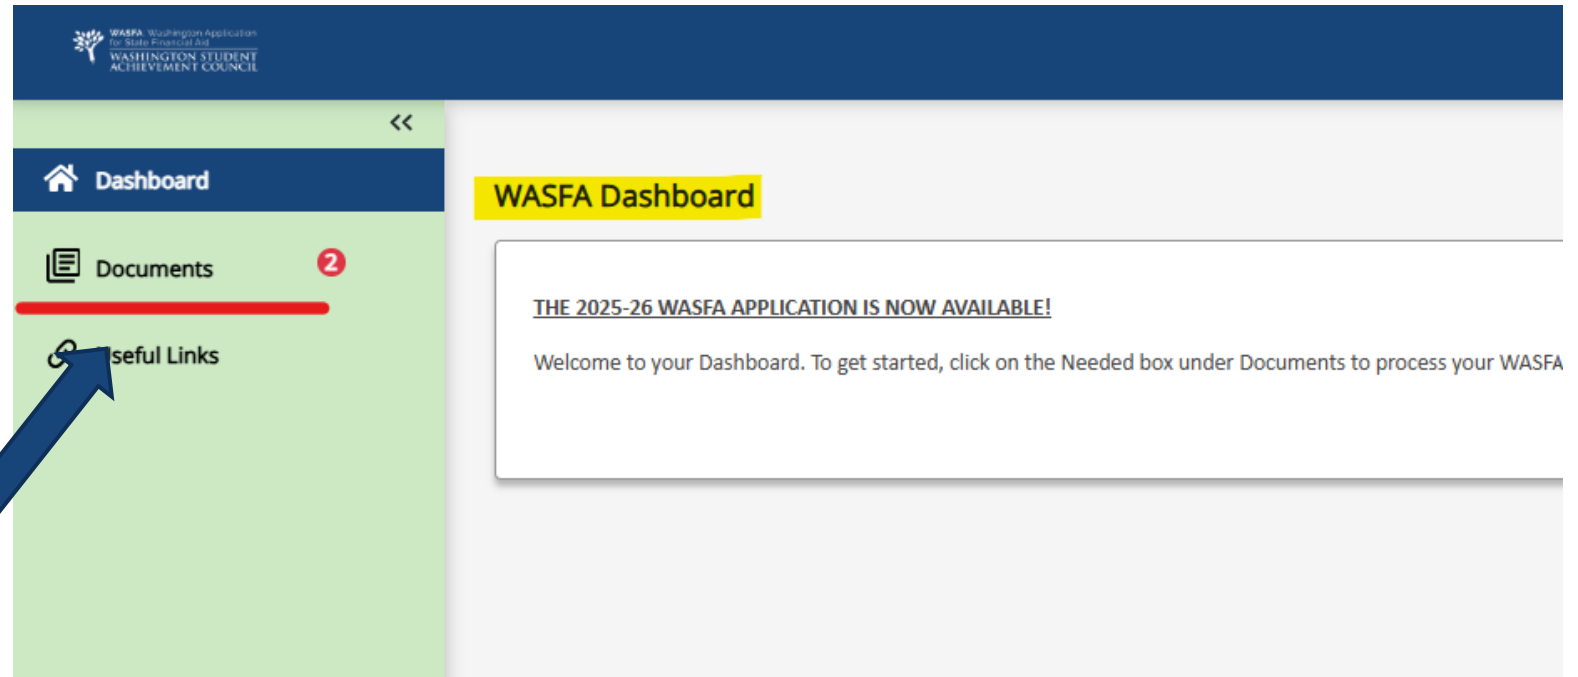 WASFA Washington Application
for State Financial Aid
WASHINGTON STUDENT
ACHIEVEMENT COUNCIL
<<
Dashboard
Documents 2
seful Links
WASFA Dashboard
THE 2025-26 WASFA APPLICATION IS NOW AVAILABLE!
Welcome to your Dashboard. To get started, click on the Needed box under Documents to process your WASFA